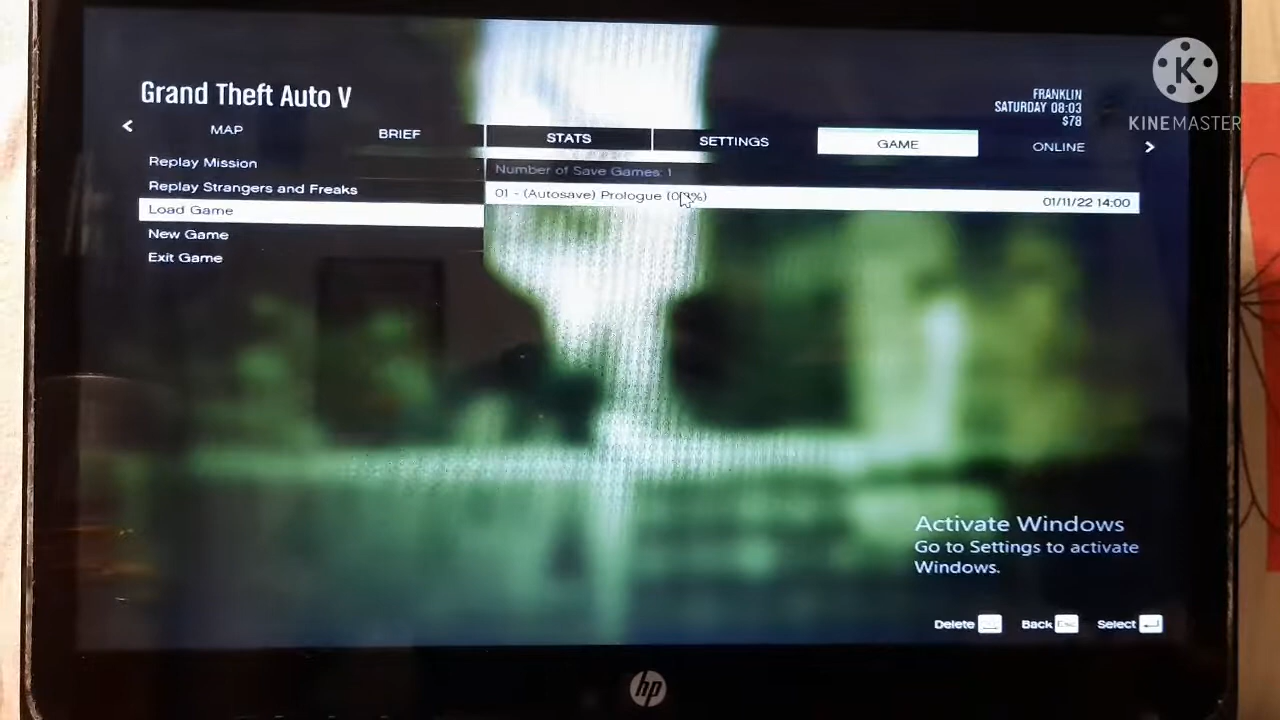 Grand Theft Auto V
FRANKLIN
SATURDAY 08:03
$78
MAP
BRIEF
STATS
SETTINGS
GAME
ONLINE
Replay Mission
Replay Strangers and Freaks
Load Game
New Game
Exit Game
Number of Save Games: 1
01 - (Autosave) Prologue
01/11/22 14:00
Activate Windows
Go to Settings to activate
Windows.
Delete
Back Esc
Select
hp
K
KINEMASTER